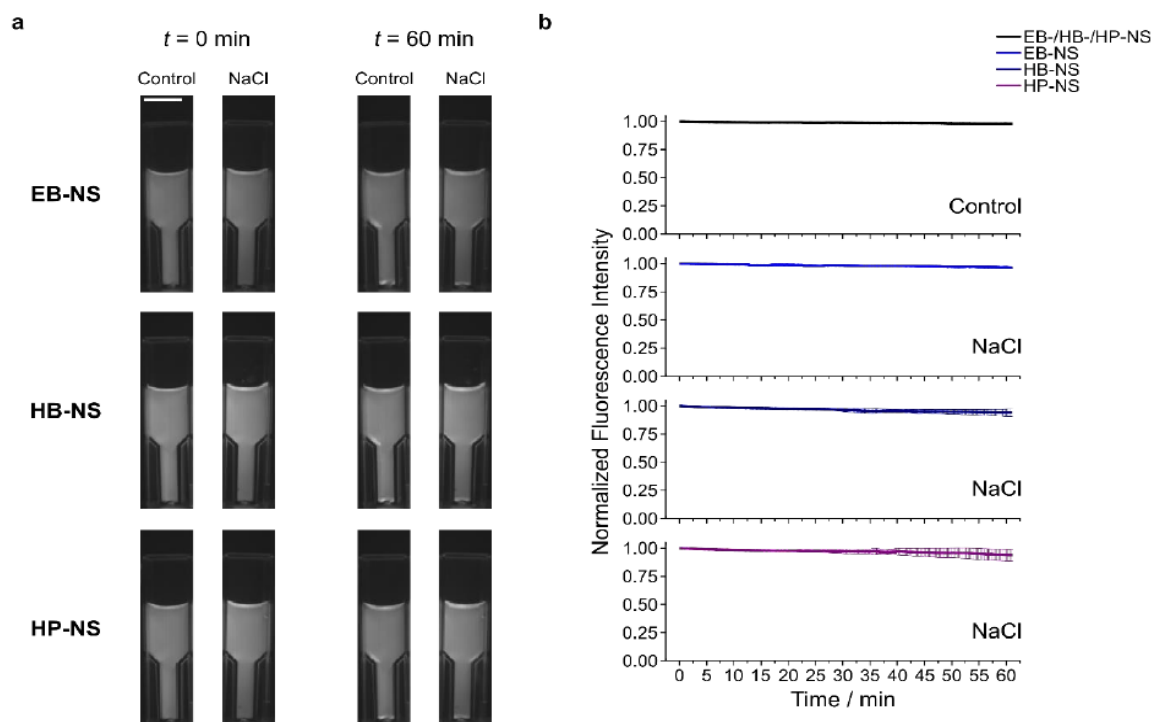 a
t = 0 min
t = 60 min
Control
NaCl
Control
NaCl
EB-NS
HB-NS
HP-NS
b
EB-/HB-/HP-NS
EB-NS
HB-NS
HP-NS
Normalized Fluorescence Intensity
1.00
0.75
0.50
0.25
0.00
Control
1.00
0.75
0.50
0.25
0.00
NaCl
1.00
0.75
0.50
0.25
0.00
NaCl
1.00
0.75
0.50
0.25
0.00
NaCl
0 5 10 15 20 25 30 35 40 45 50 55 60
Time / min